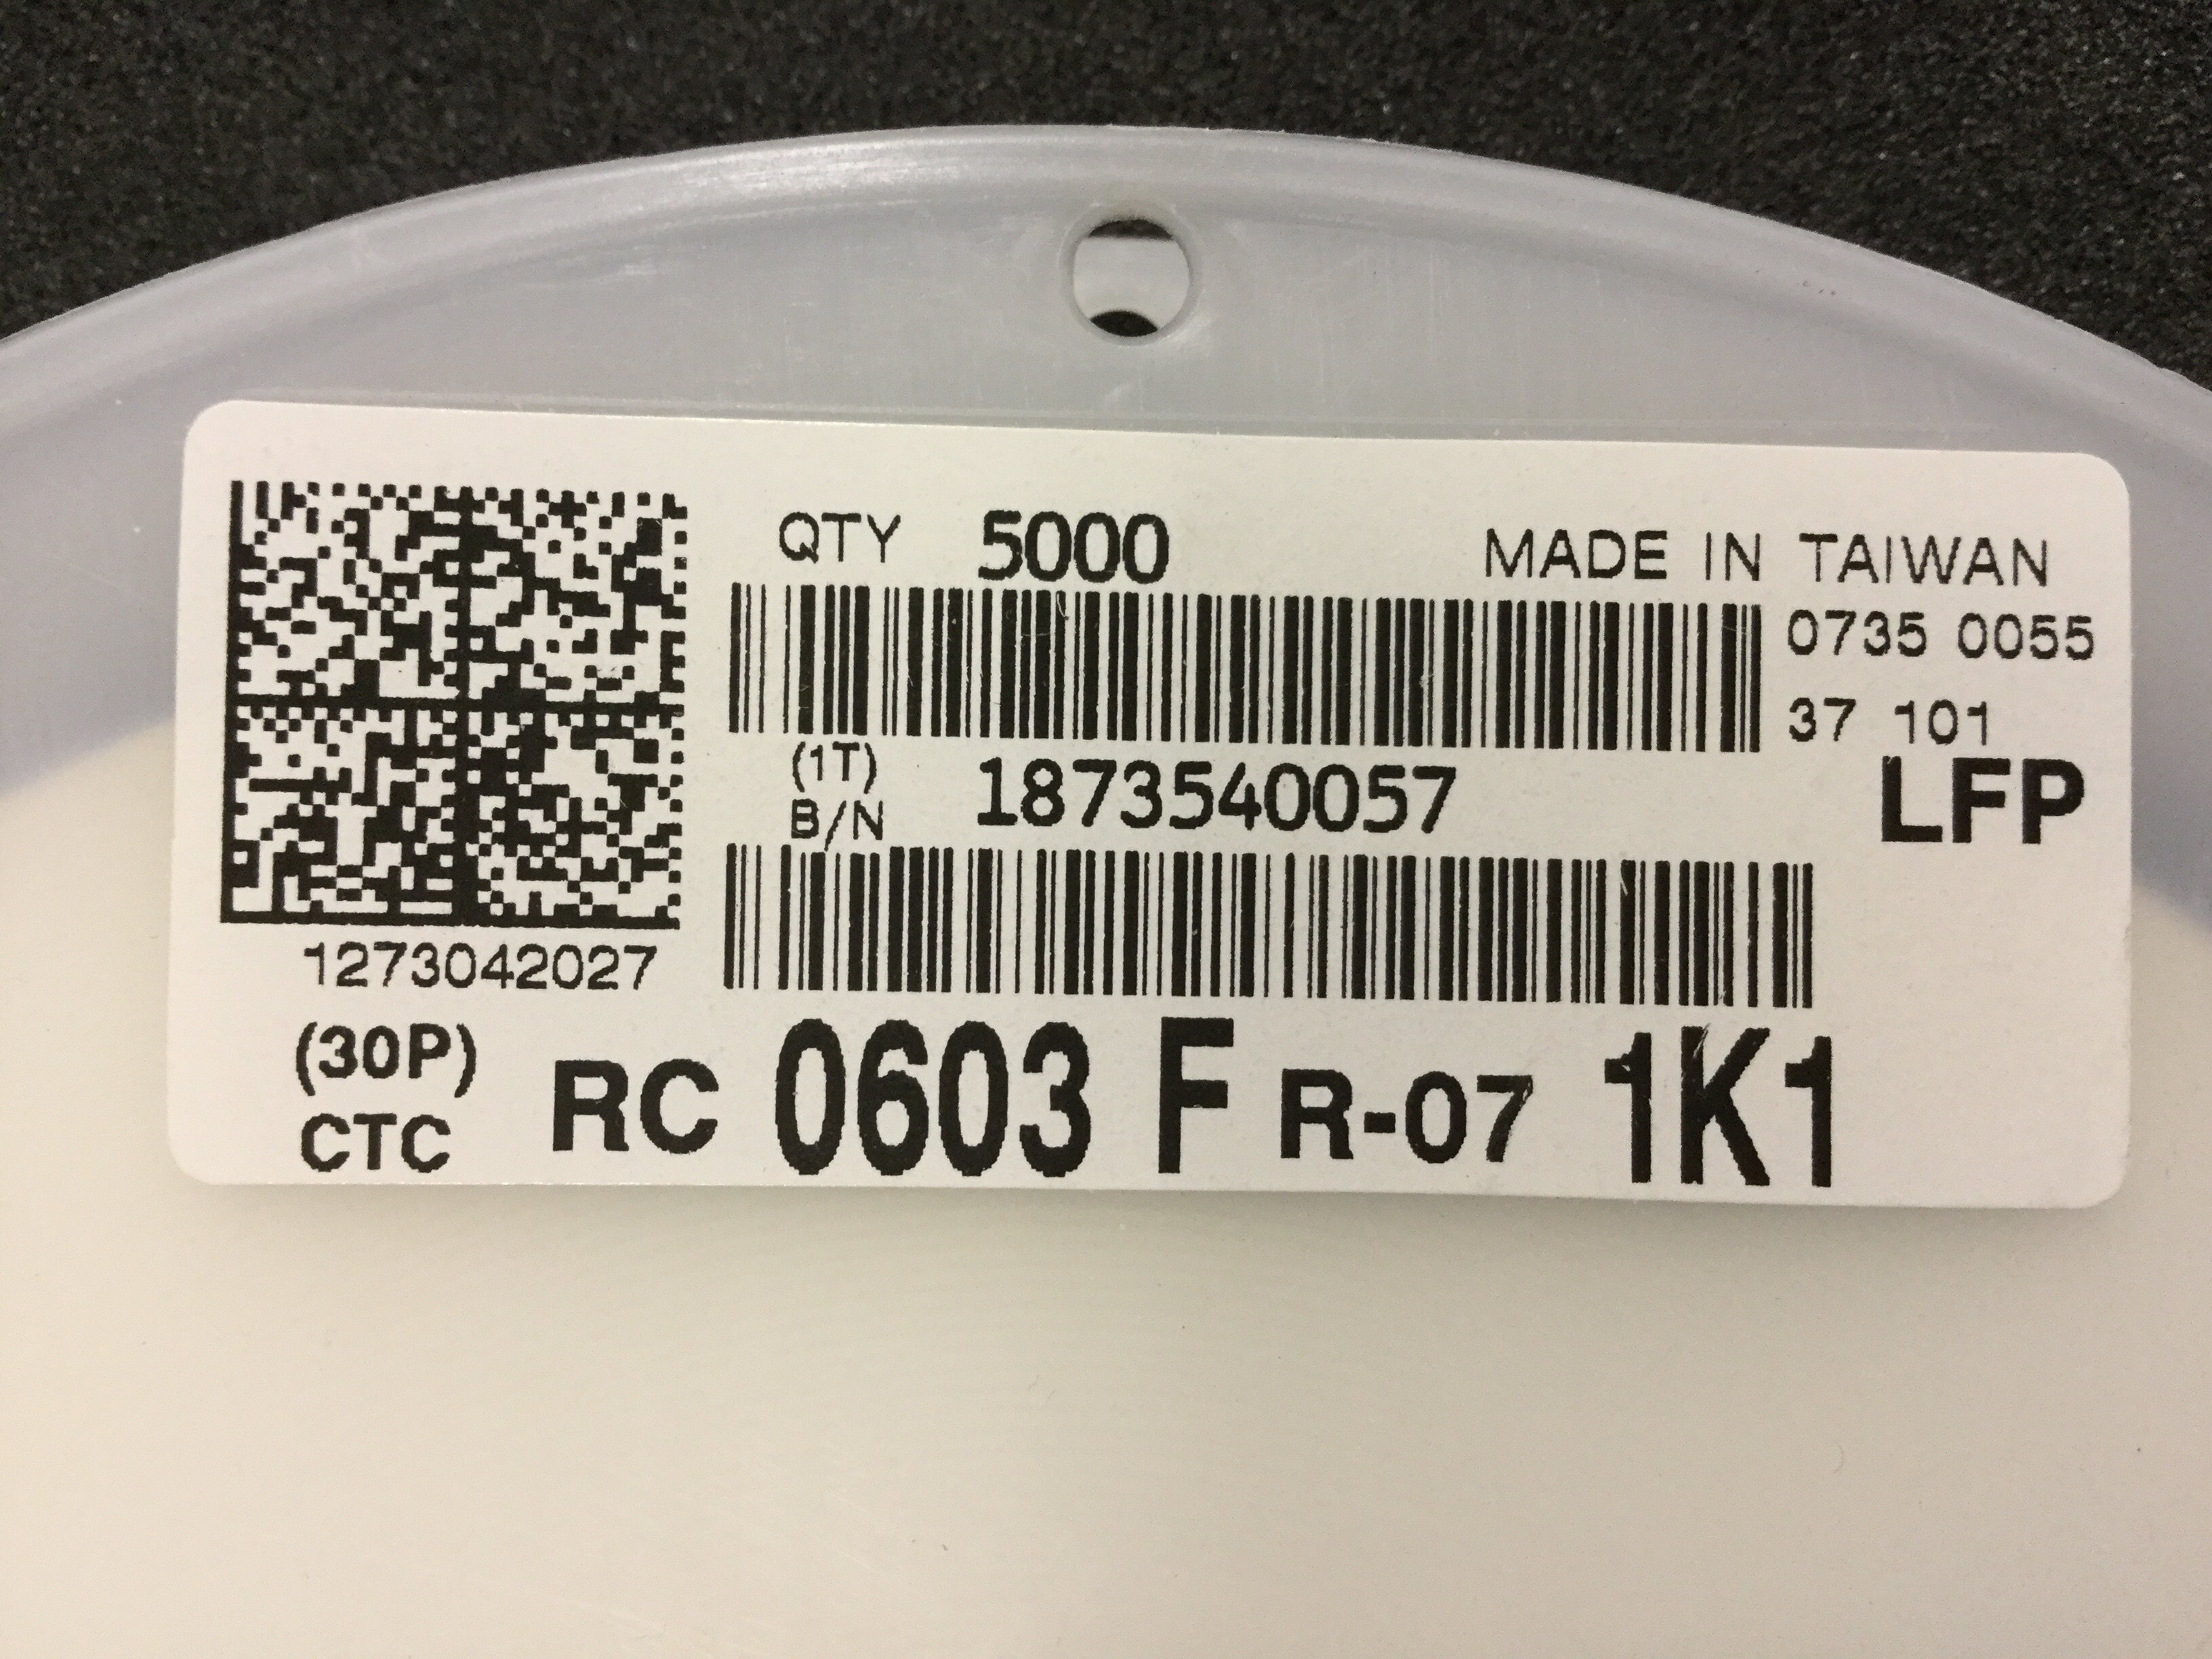 QTY 5000 MADE IN TAIWAN
0735 0055
37 101
(1T)
B/N 1873540057 LFP
1273042027
(30P)
CTC RC 0603 F R-07 1K1